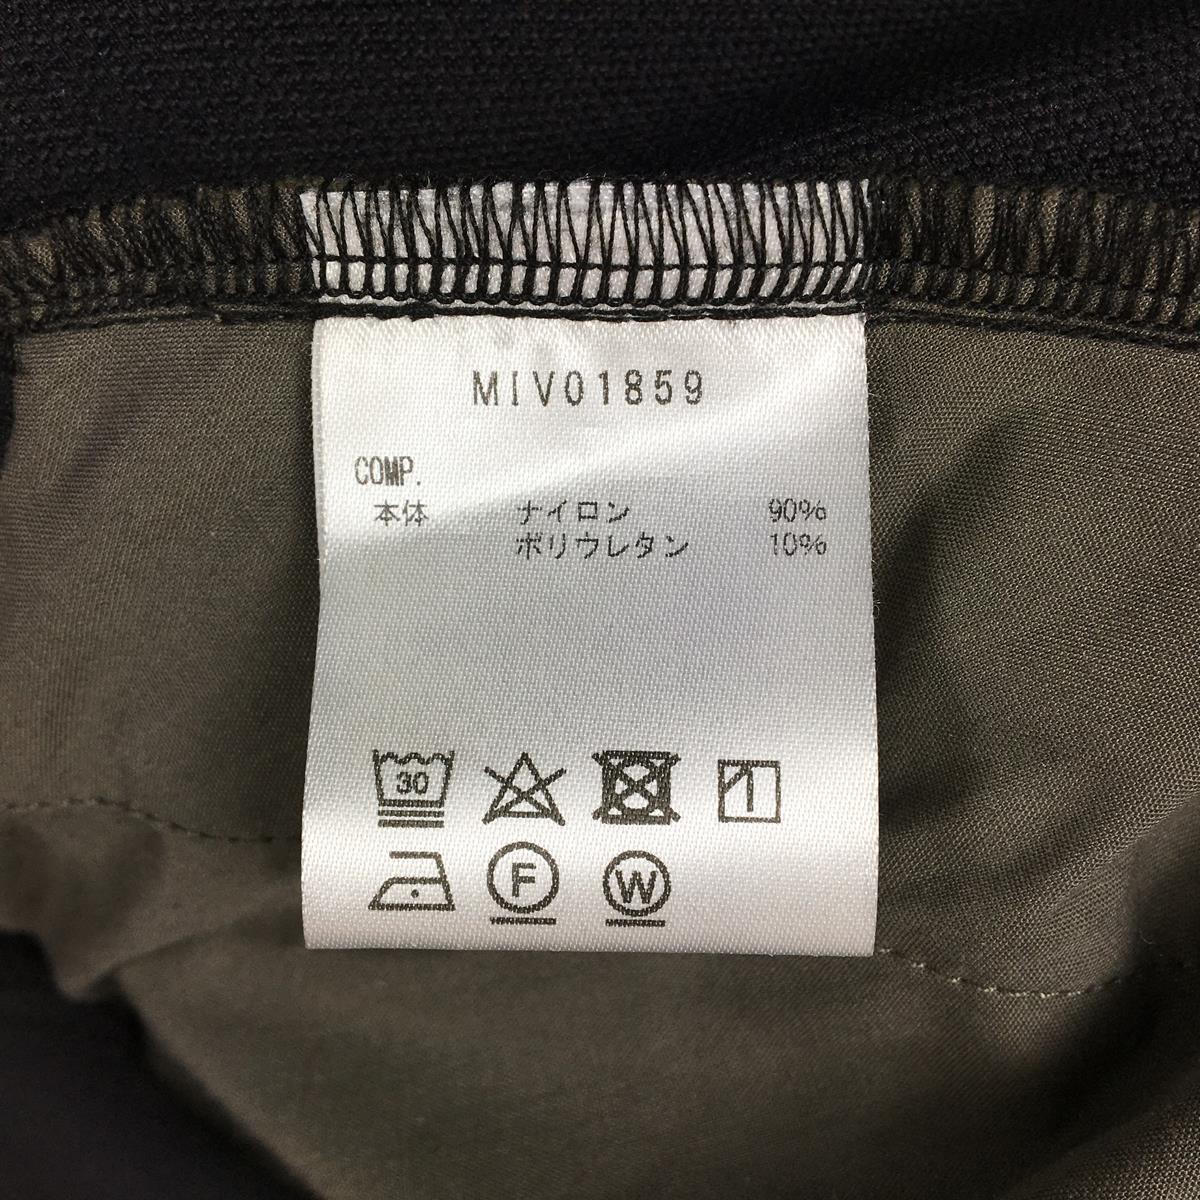 MIV01859
COMP.
本体 ナイロン 90%
ポリウレタン 10%
30
F W